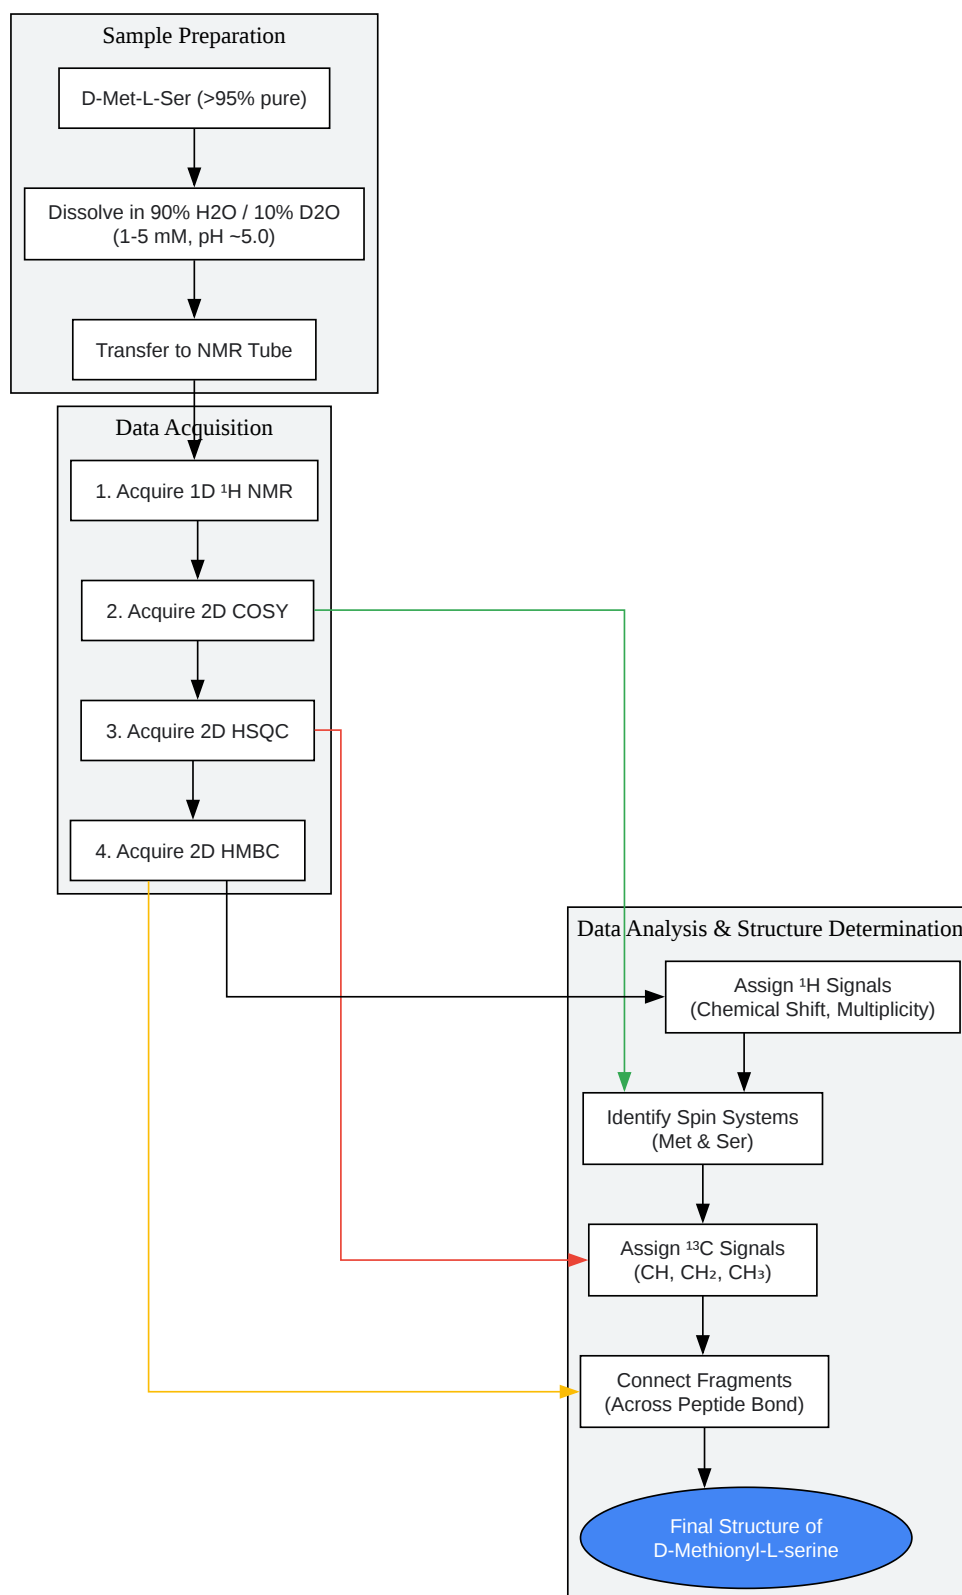 Sample Preparation
D-Met-L-Ser (>95% pure)
Dissolve in 90% H2O / 10% D2O
(1-5 mM, pH ~5.0)
Transfer to NMR Tube
Data Acquisition
1. Acquire 1D ¹H NMR
2. Acquire 2D COSY
3. Acquire 2D HSQC
4. Acquire 2D HMBC
Data Analysis & Structure Determination
Assign ¹H Signals
(Chemical Shift, Multiplicity)
Identify Spin Systems
(Met & Ser)
Assign ¹³C Signals
(CH, CH₂, CH₃)
Connect Fragments
(Across Peptide Bond)
Final Structure of
D-Methionyl-L-serine